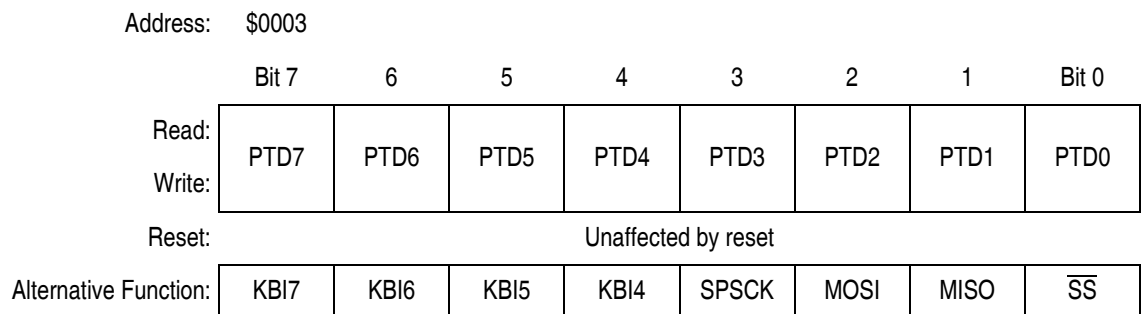 Address: $0003
Bit 7 6 5 4 3 2 1 Bit 0
Read:
PTD7 PTD6 PTD5 PTD4 PTD3 PTD2 PTD1 PTD0
Write:
Reset: Unaffected by reset
Alternative Function: KBI7 KBI6 KBI5 KBI4 SPSCK MOSI MISO S̅S̅